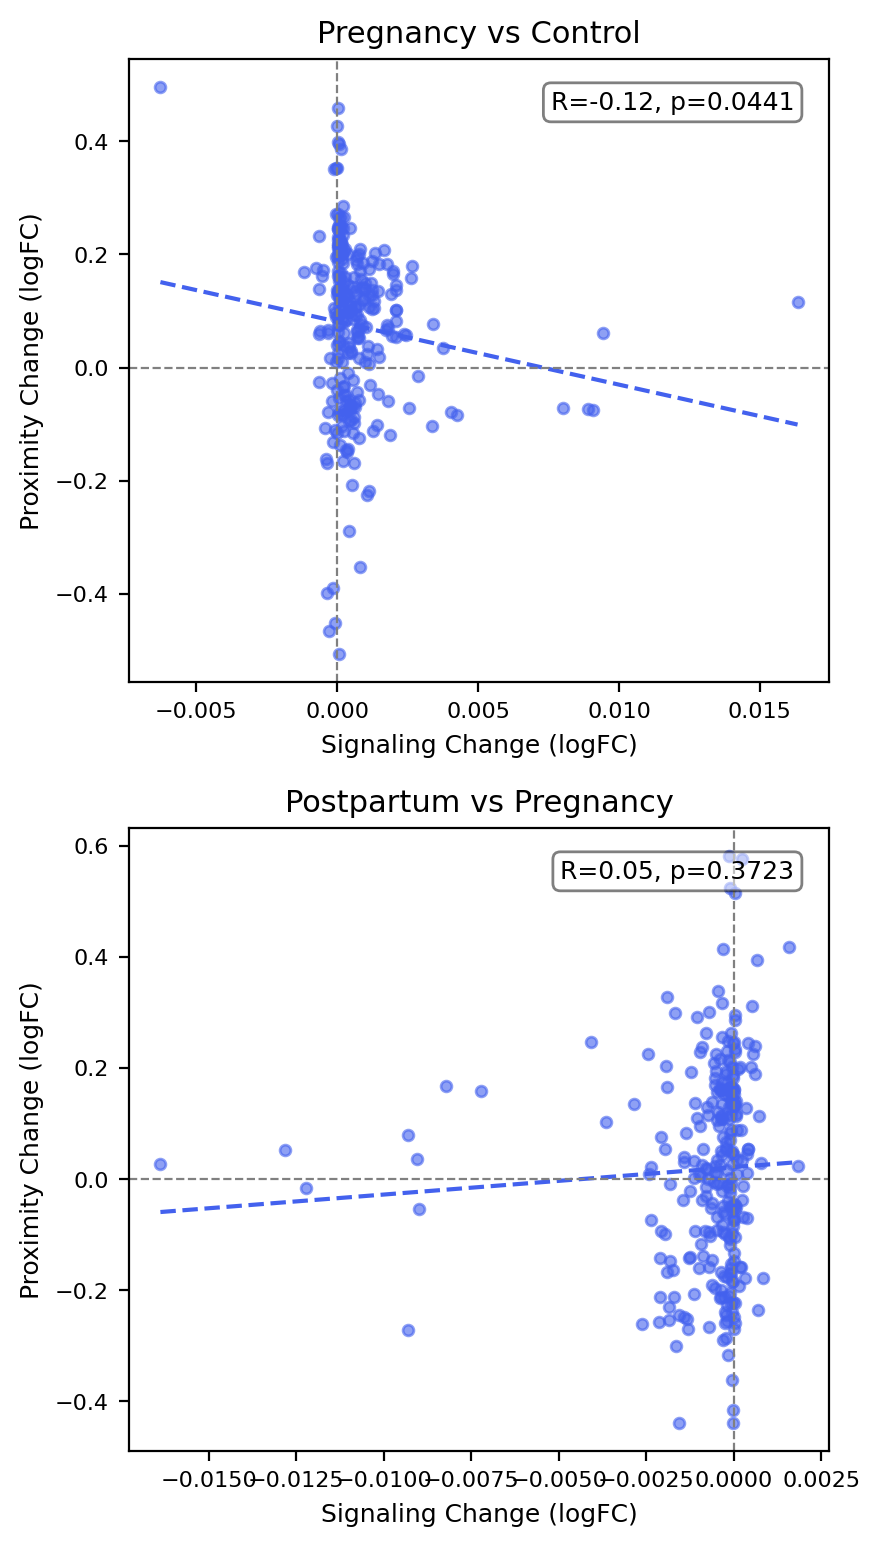 Pregnancy vs Control
R=-0.12, p=0.0441
Proximity Change (logFC)
0.4
0.2
0.0
−0.2
−0.4
−0.005 0.000 0.005 0.010 0.015
Signaling Change (logFC)
Postpartum vs Pregnancy
R=0.05, p=0.3723
Proximity Change (logFC)
0.6
0.4
0.2
0.0
−0.2
−0.4
−0.0150 −0.0125 −0.0100 −0.0075 −0.0050 −0.0025 0.0000 0.0025
Signaling Change (logFC)